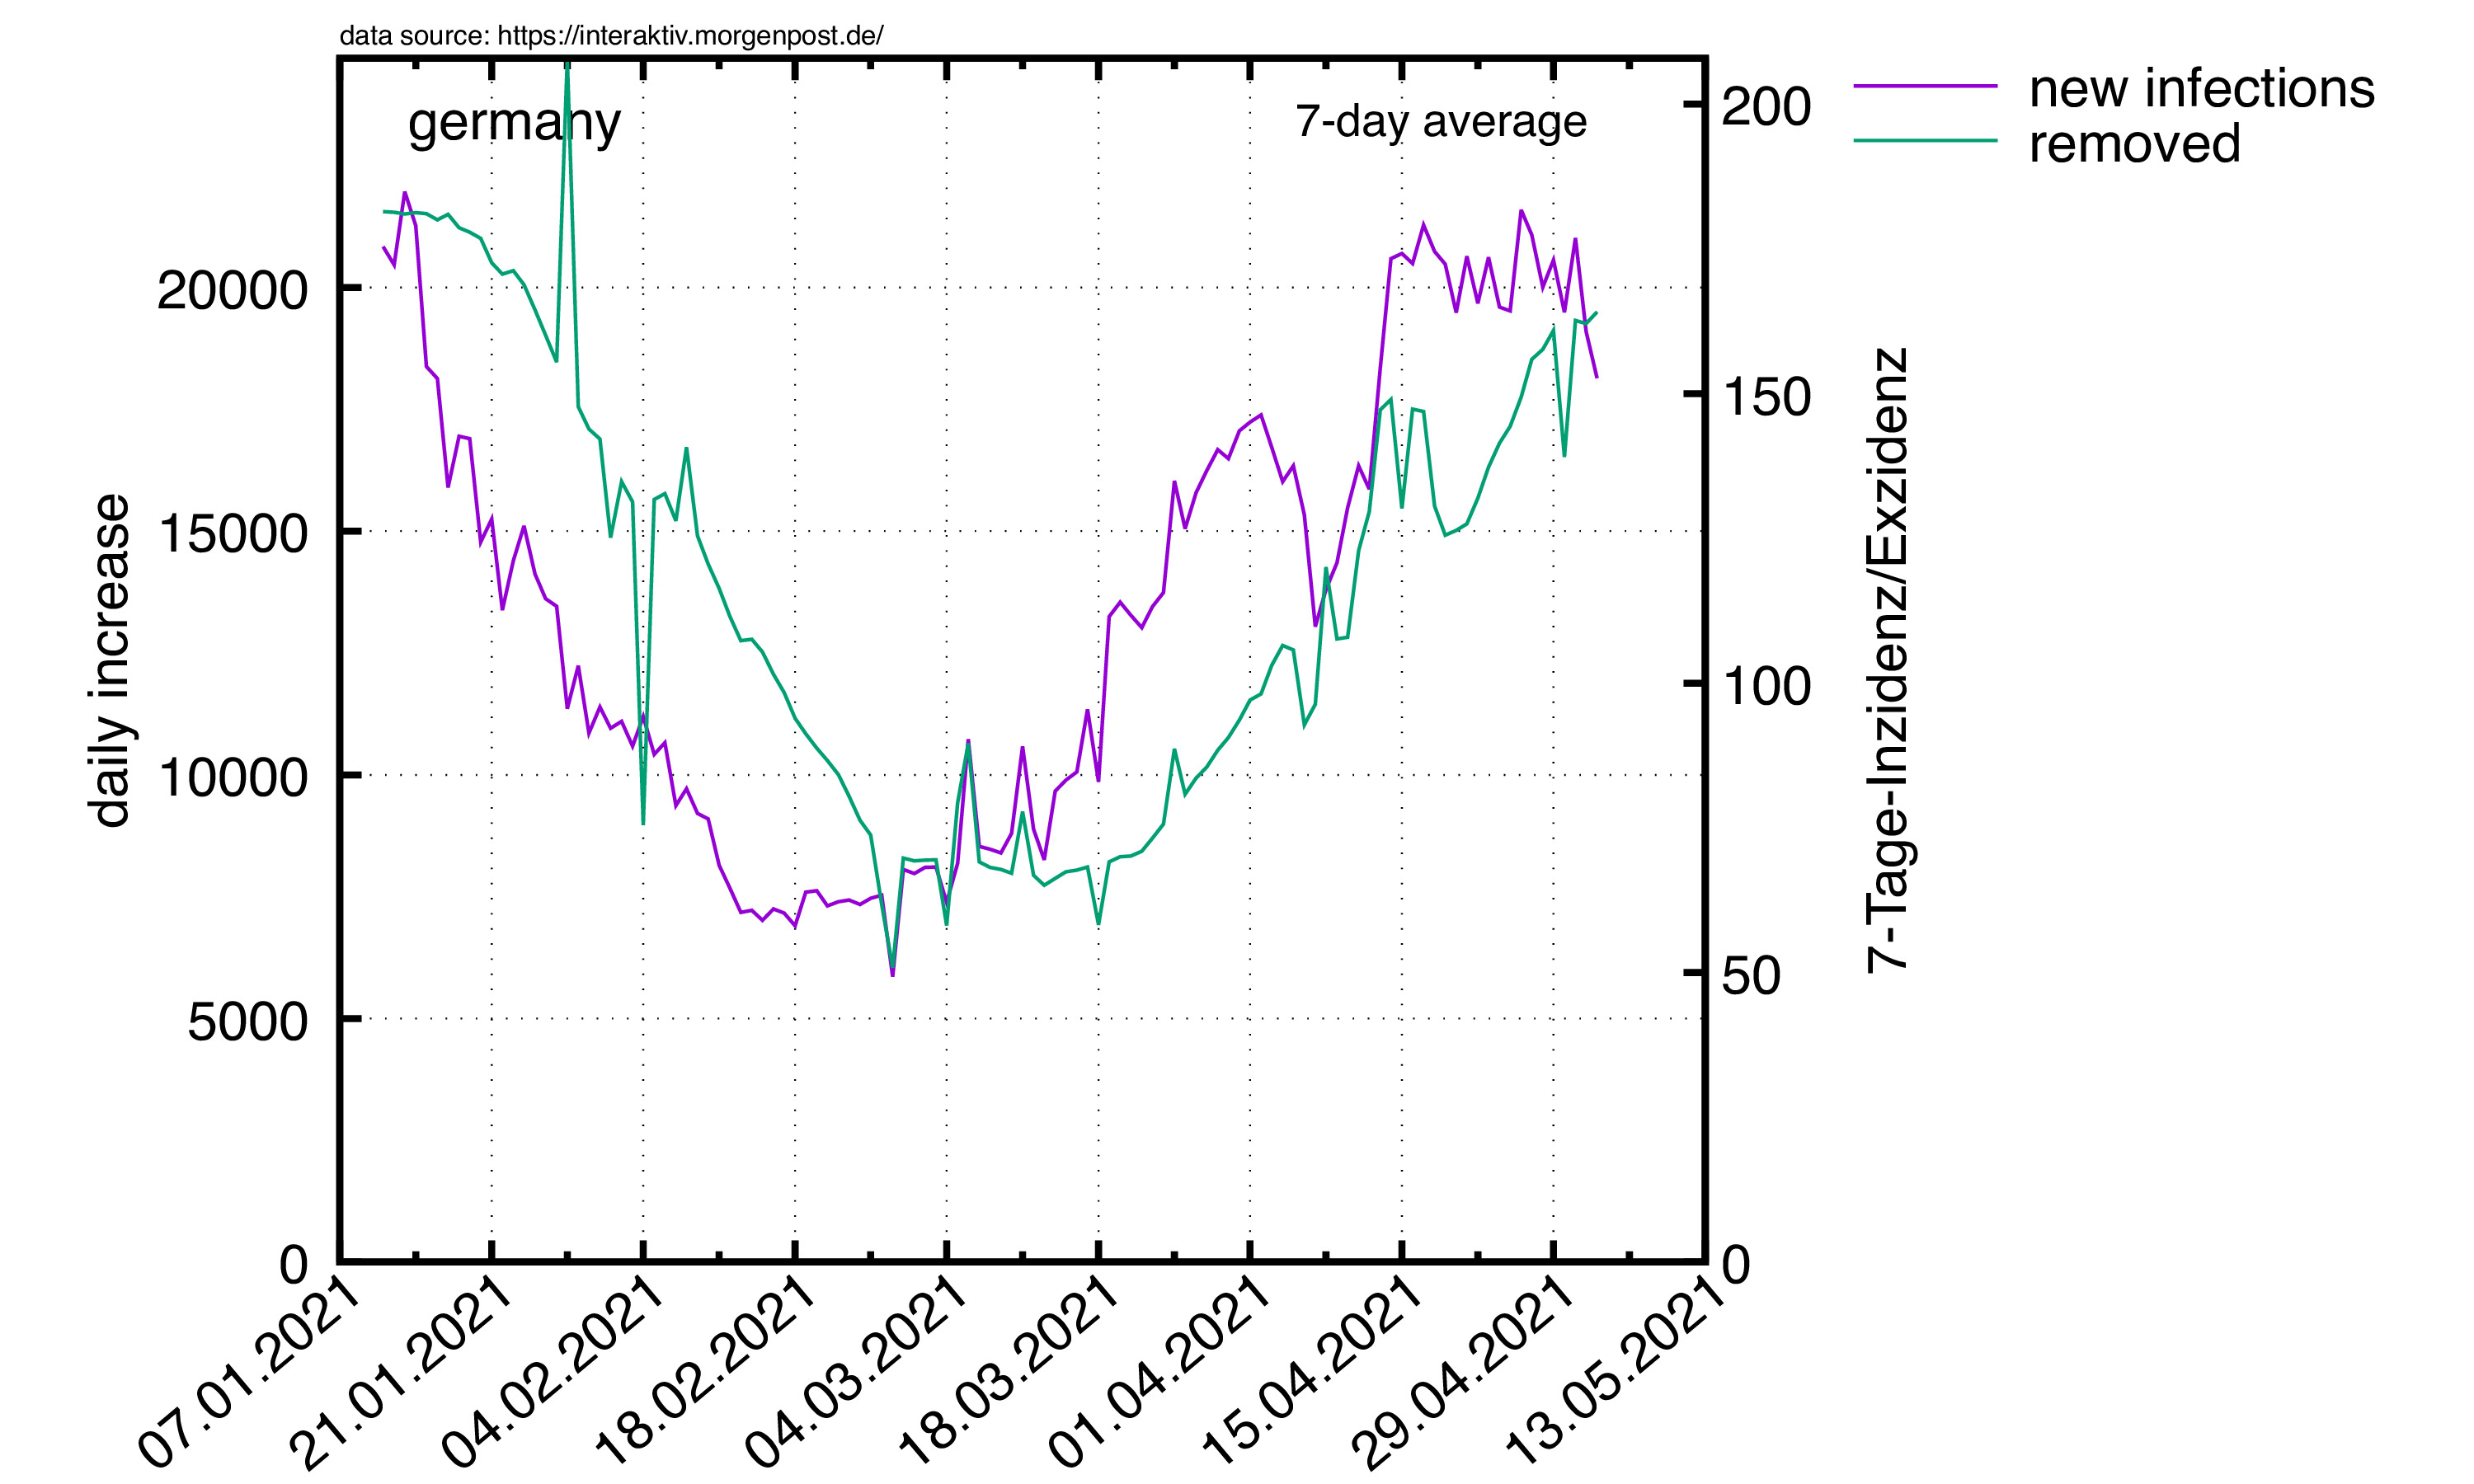 data source: https://interaktiv.morgenpost.de/
germany
7-day average
new infections
removed
daily increase
20000
15000
10000
5000
0
200
150
100
50
0
7-Tage-Inzidenz/Exzidenz
07.01.2021
21.01.2021
04.02.2021
18.02.2021
04.03.2021
18.03.2021
01.04.2021
15.04.2021
29.04.2021
13.05.2021